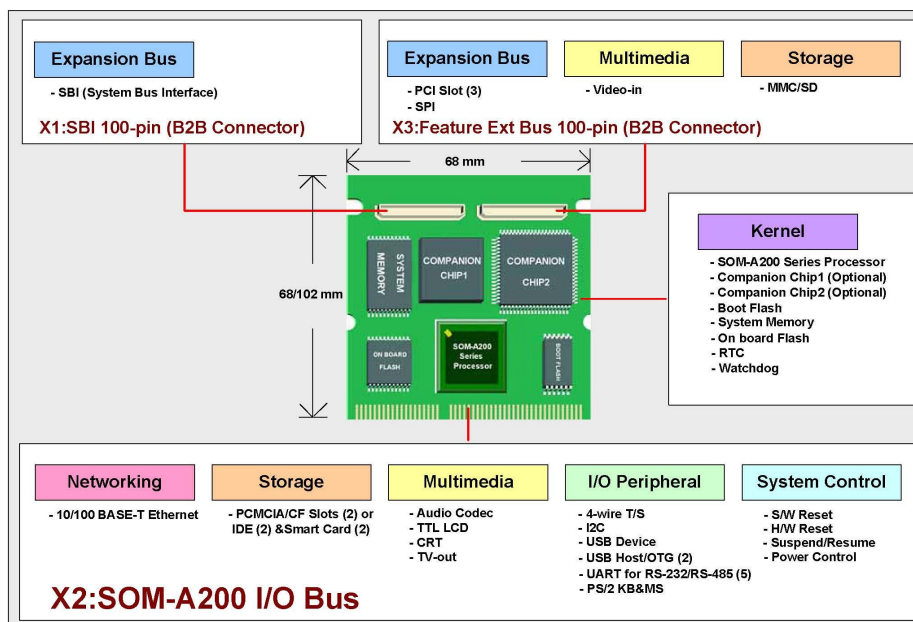 Expansion Bus
- SBI (System Bus Interface)
X1:SBI 100-pin (B2B Connector)
Expansion Bus
- PCI Slot (3)
- SPI
Multimedia
- Video-in
Storage
- MMC/SD
X3:Feature Ext Bus 100-pin (B2B Connector)
68 mm
68/102 mm
SYSTEM
MEMORY
COMPANION
CHIP1
COMPANION
CHIP2
ON BOARD
FLASH
SOM-A200
Series
Processor
BOOT FLASH
Kernel
- SOM-A200 Series Processor
- Companion Chip1 (Optional)
- Companion Chip2 (Optional)
- Boot Flash
- System Memory
- On board Flash
- RTC
- Watchdog
Networking
- 10/100 BASE-T Ethernet
Storage
- PCMCIA/CF Slots (2) or
IDE (2) &Smart Card (2)
Multimedia
- Audio Codec
- TTL LCD
- CRT
- TV-out
I/O Peripheral
- 4-wire T/S
- I2C
- USB Device
- USB Host/OTG (2)
- UART for RS-232/RS-485 (5)
- PS/2 KB&MS
System Control
- S/W Reset
- H/W Reset
- Suspend/Resume
- Power Control
X2:SOM-A200 I/O Bus